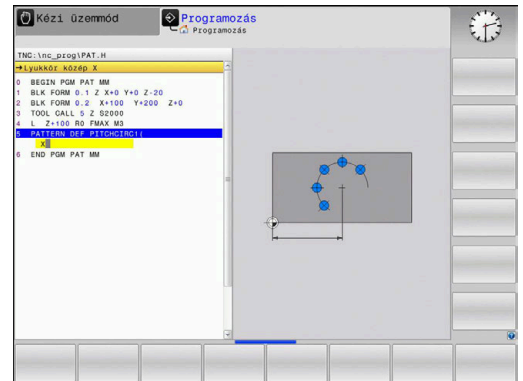 Kézi üzemmód
Programozás
Programozás
TNC:\nc_prog\PAT.H
→Lyukkör közép X
0 BEGIN PGM PAT MM
1 BLK FORM 0.1 Z X+0 Y+0 Z-20
2 BLK FORM 0.2 X+100 Y+200 Z+0
3 TOOL CALL 5 Z S2000
4 L Z+100 R0 FMAX M3
5 PATTERN DEF PITCHCIRC1(
X
6 END PGM PAT MM